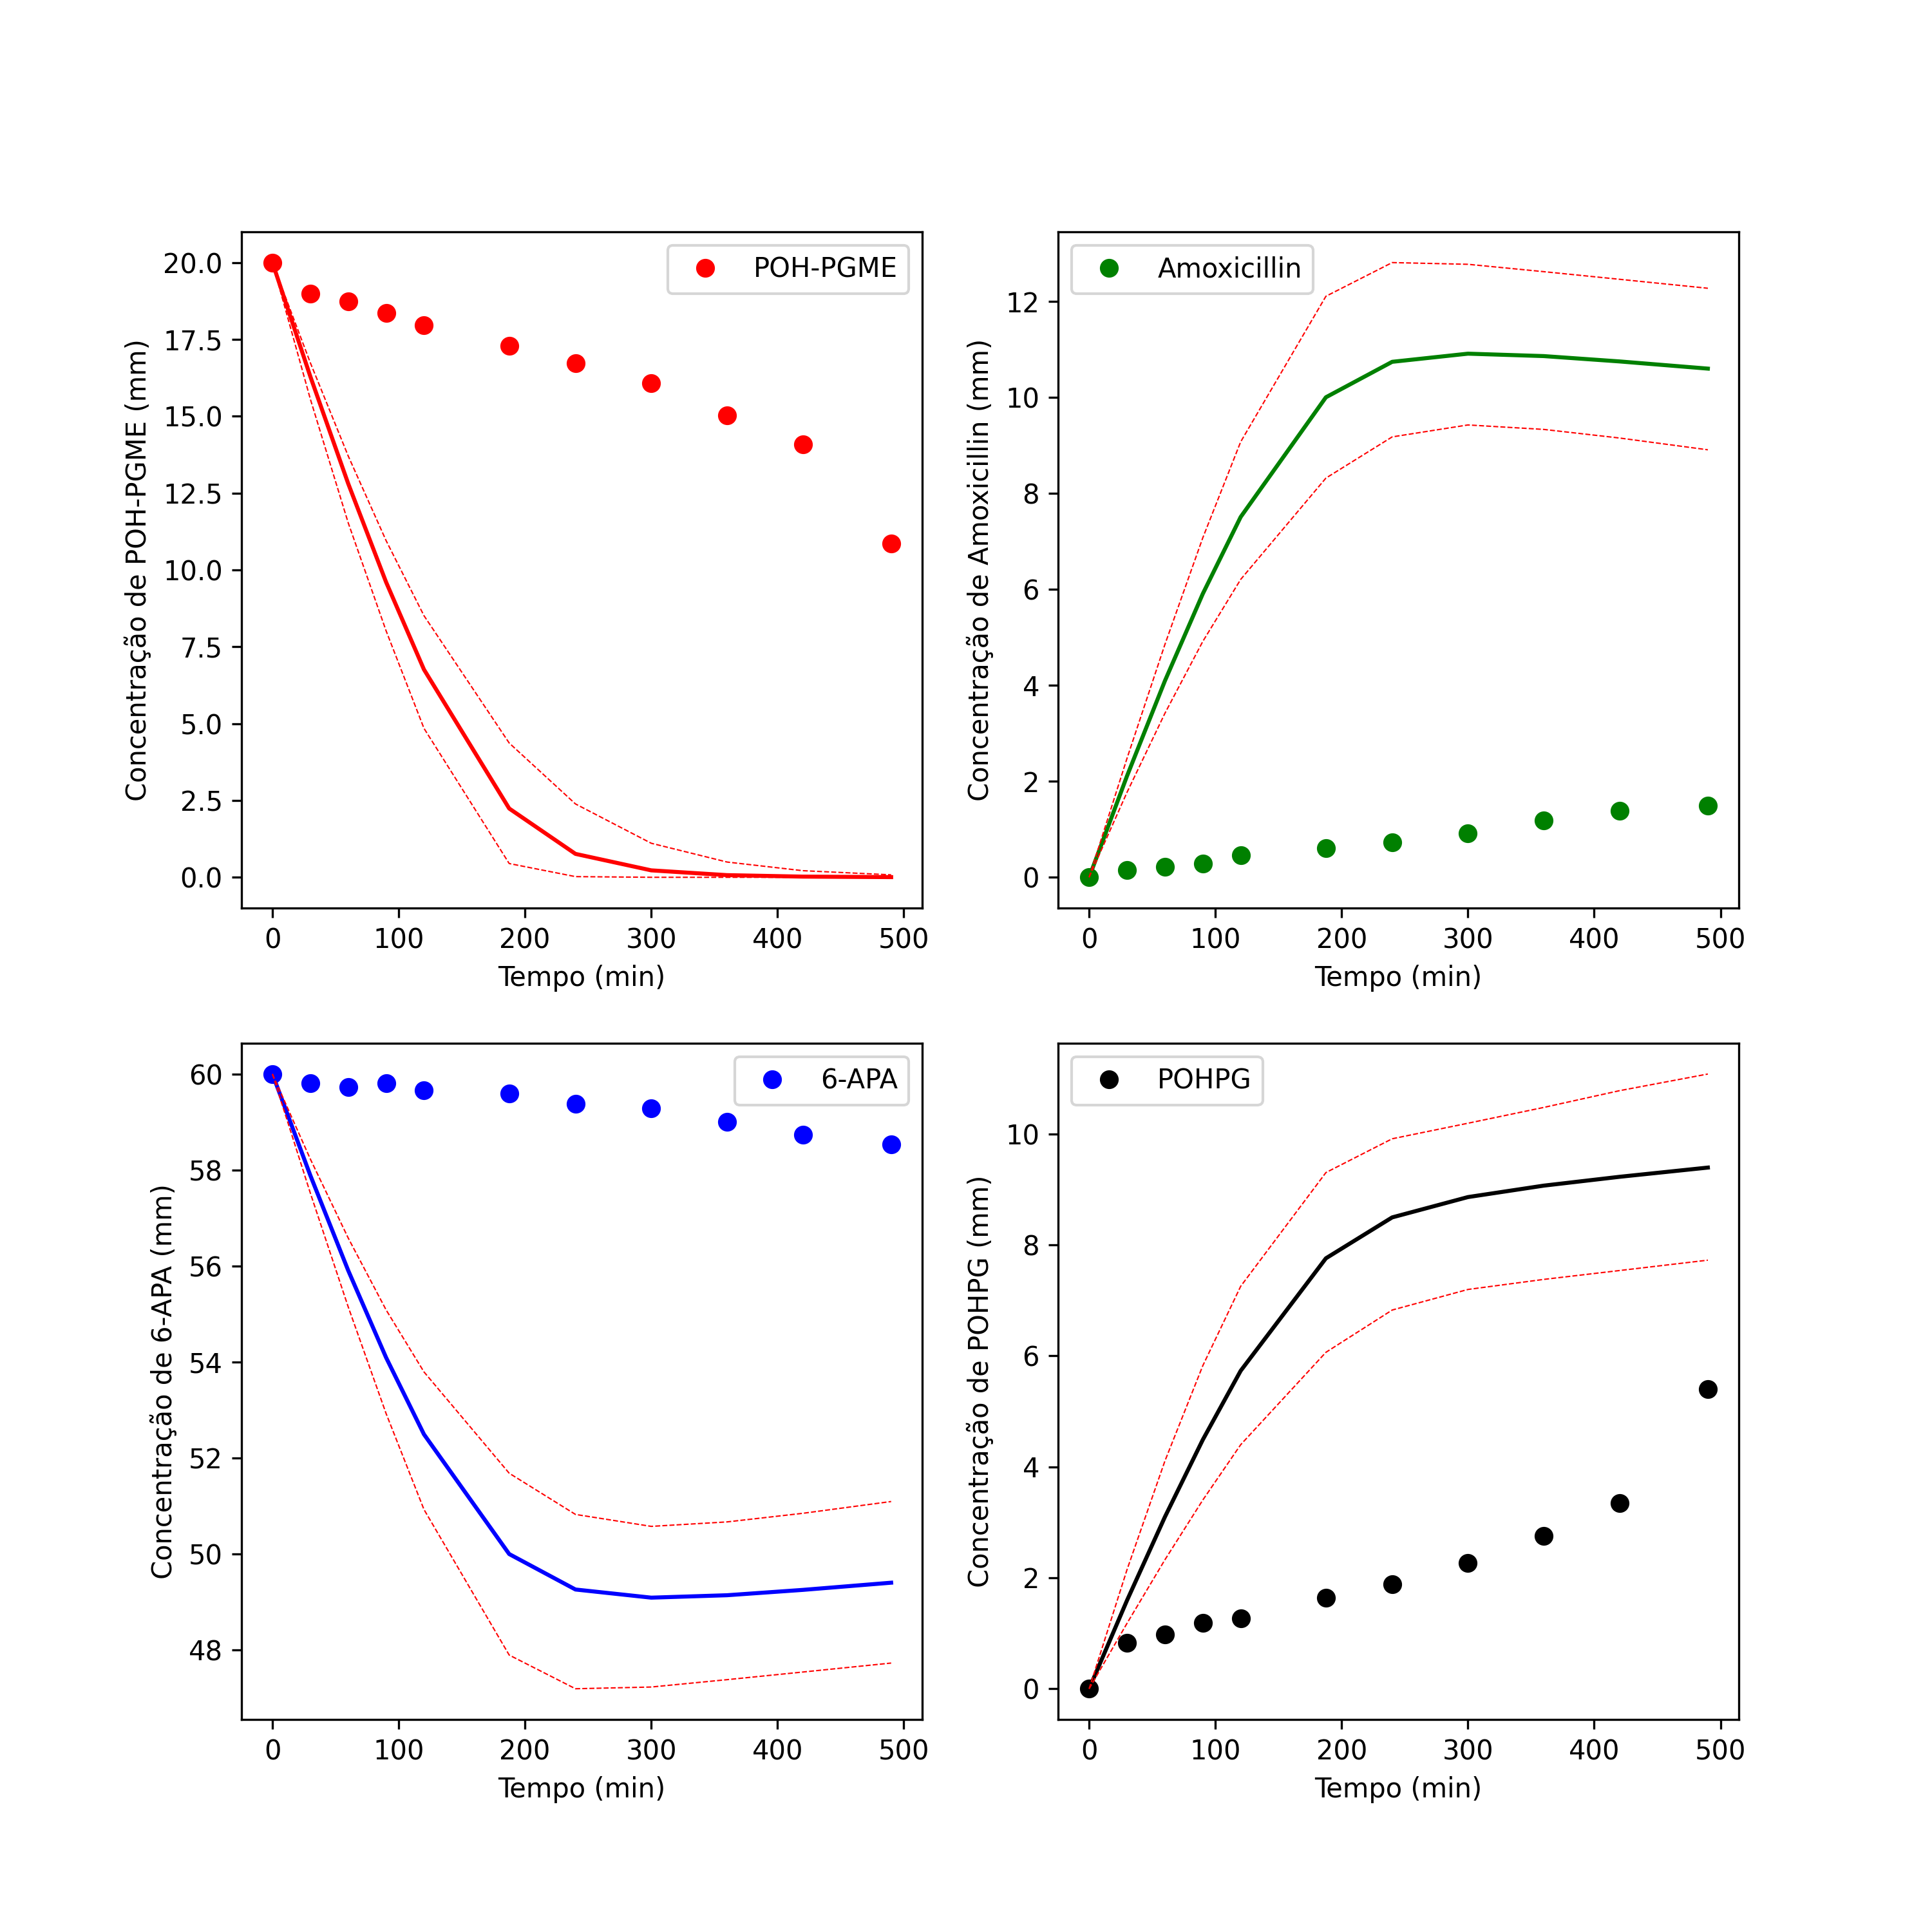 POH-PGME
20.0
17.5
15.0
12.5
10.0
7.5
5.0
2.5
0.0
Concentração de POH-PGME (mm)
0 100 200 300 400 500
Tempo (min)
Amoxicillin
12
10
8
6
4
2
0
Concentração de Amoxicillin (mm)
0 100 200 300 400 500
Tempo (min)
6-APA
60
58
56
54
52
50
48
Concentração de 6-APA (mm)
0 100 200 300 400 500
Tempo (min)
POHPG
10
8
6
4
2
0
Concentração de POHPG (mm)
0 100 200 300 400 500
Tempo (min)